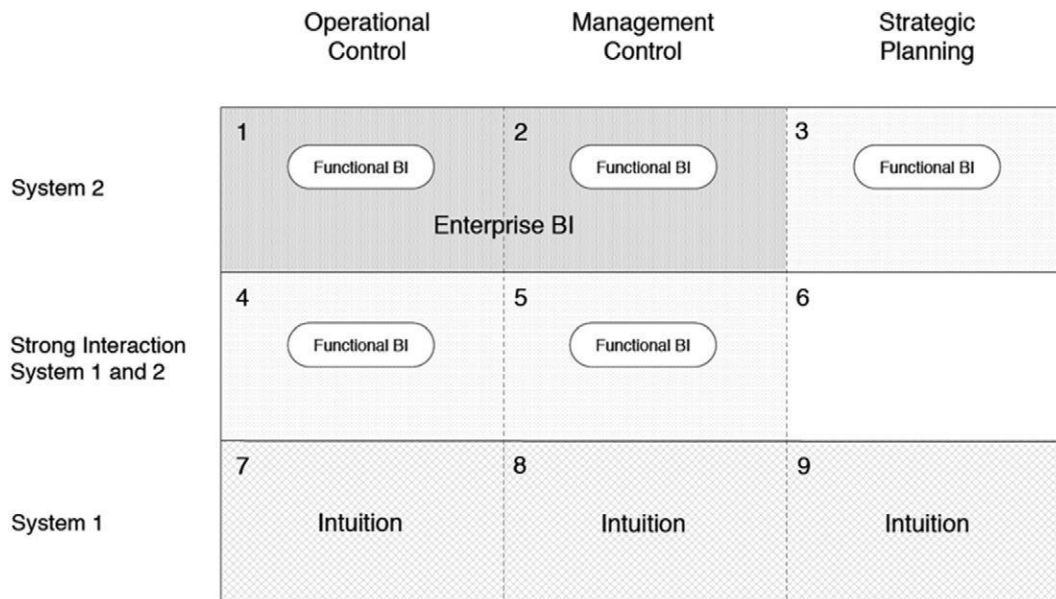 Operational
Control
Management
Control
Strategic
Planning
System 2
1
Functional BI
2
Functional BI
3
Functional BI
Enterprise BI
Strong Interaction
System 1 and 2
4
Functional BI
5
Functional BI
6
System 1
7
Intuition
8
Intuition
9
Intuition